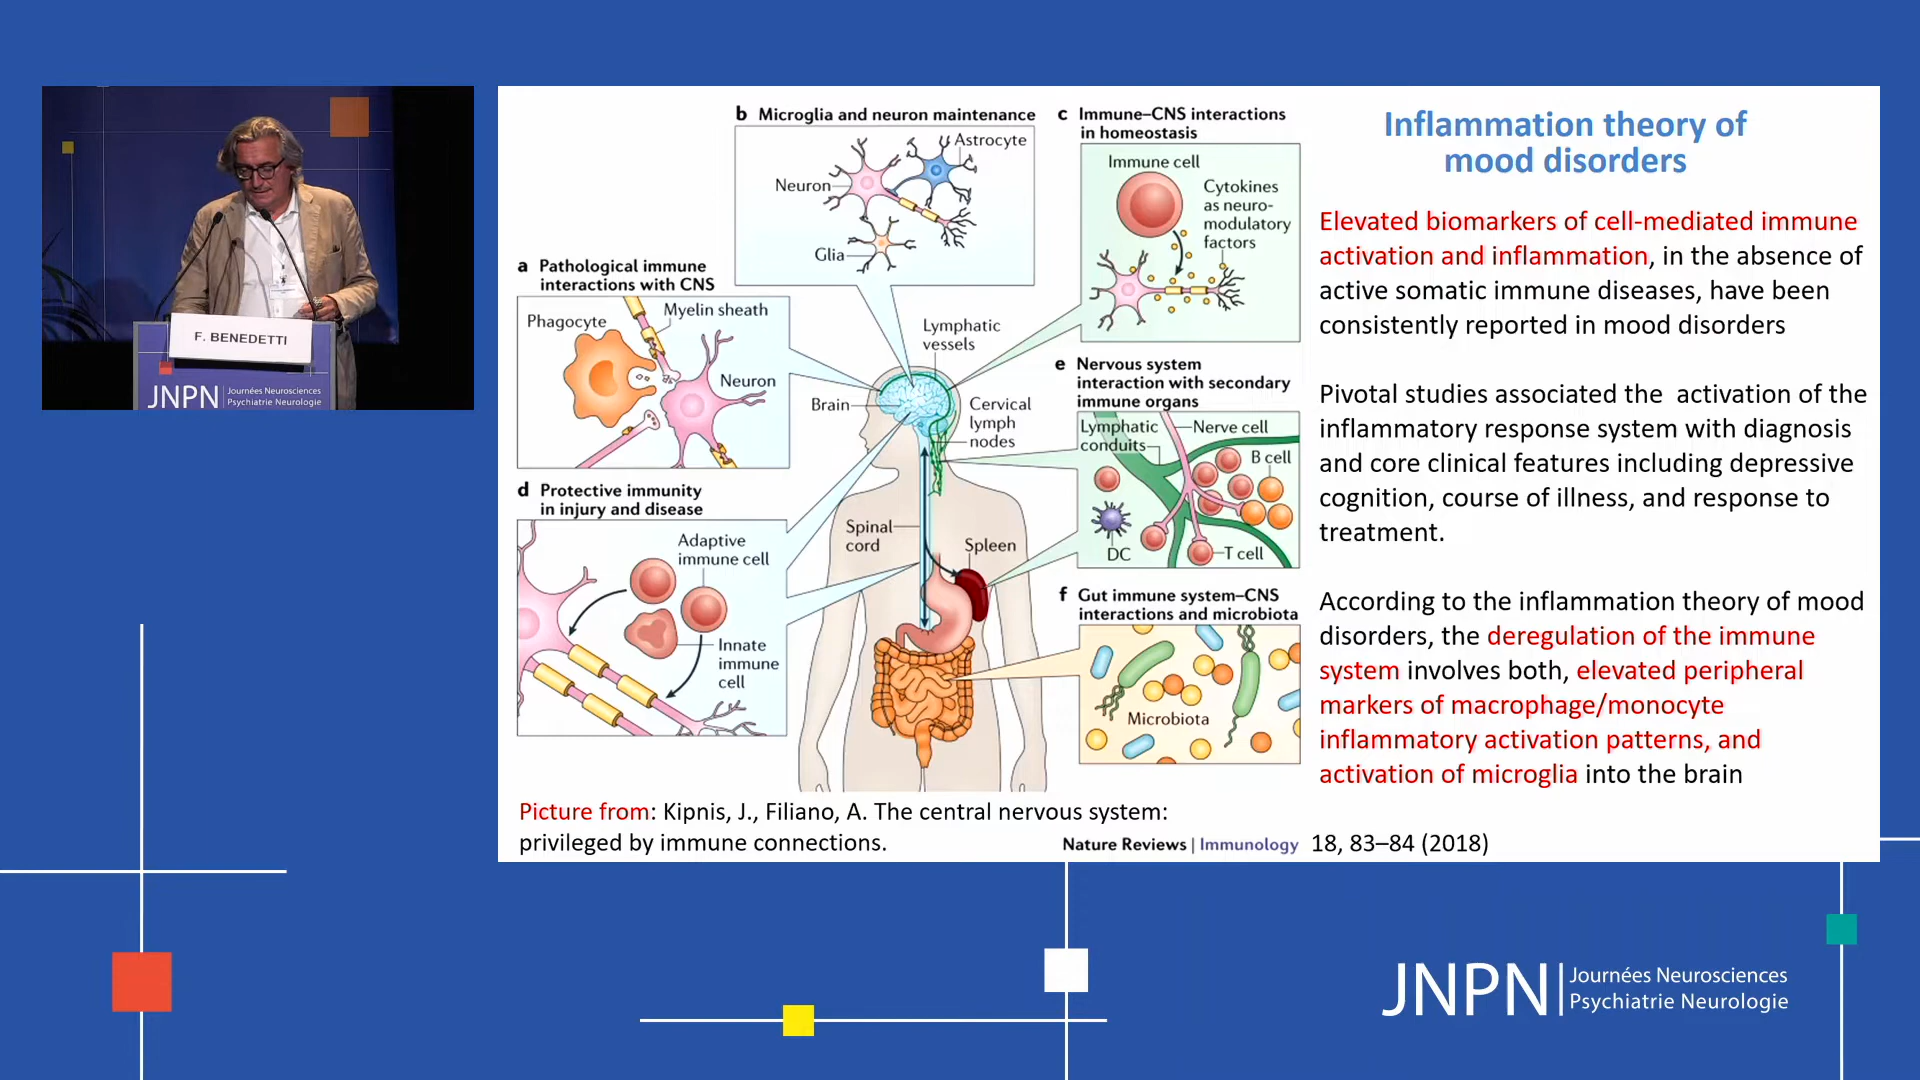 F. BENEDETTI
JNPN
Journées Neurosciences
Psychiatrie Neurologie
b Microglia and neuron maintenance
Astrocyte
Neuron
Glia
c Immune–CNS interactions
in homeostasis
Immune cell
Cytokines
as neuro-
modulatory
factors
a Pathological immune
interactions with CNS
Phagocyte
Myelin sheath
Neuron
Lymphatic
vessels
Brain
Cervical
lymph
nodes
e Nervous system
interaction with secondary
immune organs
Lymphatic
conduits
Nerve cell
B cell
DC
T cell
d Protective immunity
in injury and disease
Adaptive
immune cell
Innate
immune
cell
Spinal
cord
Spleen
f Gut immune system–CNS
interactions and microbiota
Microbiota
Picture from: Kipnis, J., Filiano, A. The central nervous system:
privileged by immune connections.
Nature Reviews | Immunology 18, 83–84 (2018)
Inflammation theory of
mood disorders
Elevated biomarkers of cell-mediated immune
activation and inflammation, in the absence of
active somatic immune diseases, have been
consistently reported in mood disorders
Pivotal studies associated the activation of the
inflammatory response system with diagnosis
and core clinical features including depressive
cognition, course of illness, and response to
treatment.
According to the inflammation theory of mood
disorders, the deregulation of the immune
system involves both, elevated peripheral
markers of macrophage/monocyte
inflammatory activation patterns, and
activation of microglia into the brain
JNPN
Journées Neurosciences
Psychiatrie Neurologie